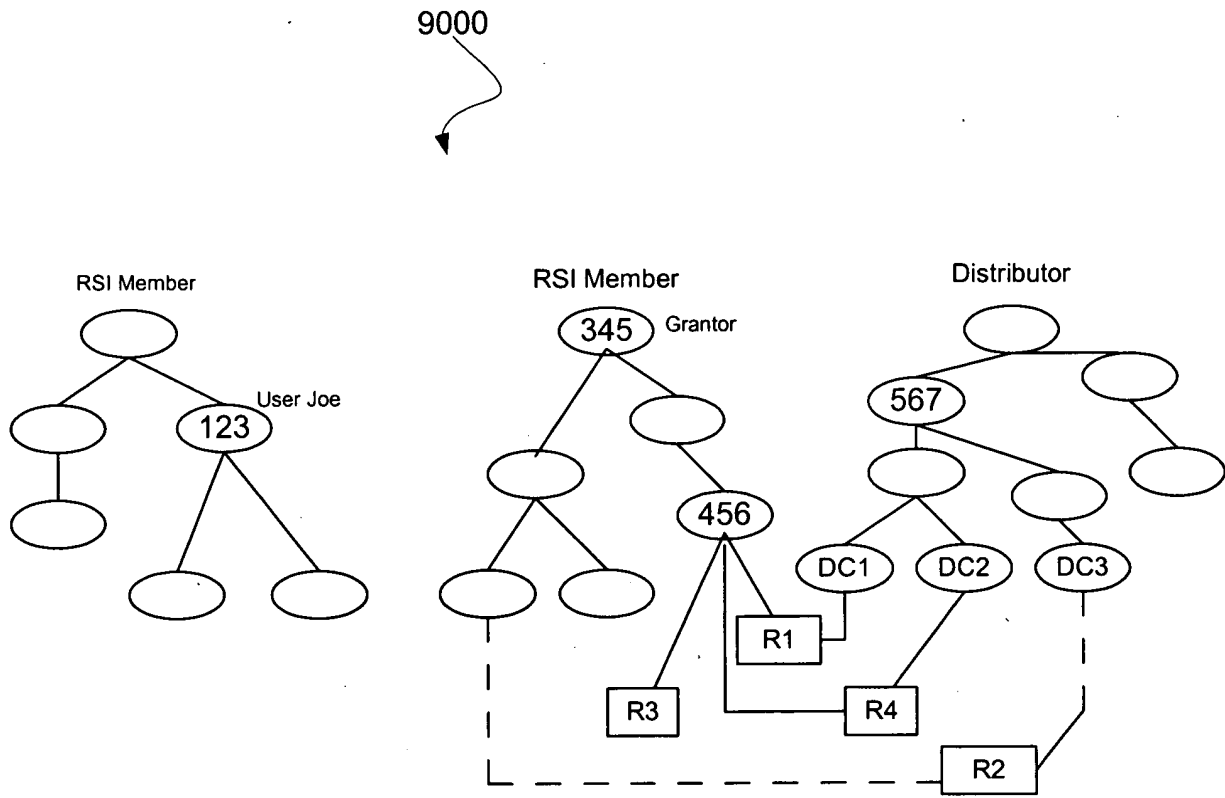 9000
RSI Member
RSI Member
Distributor
345
Grantor
User Joe
123
567
456
DC1
DC2
DC3
R1
R3
R4
R2